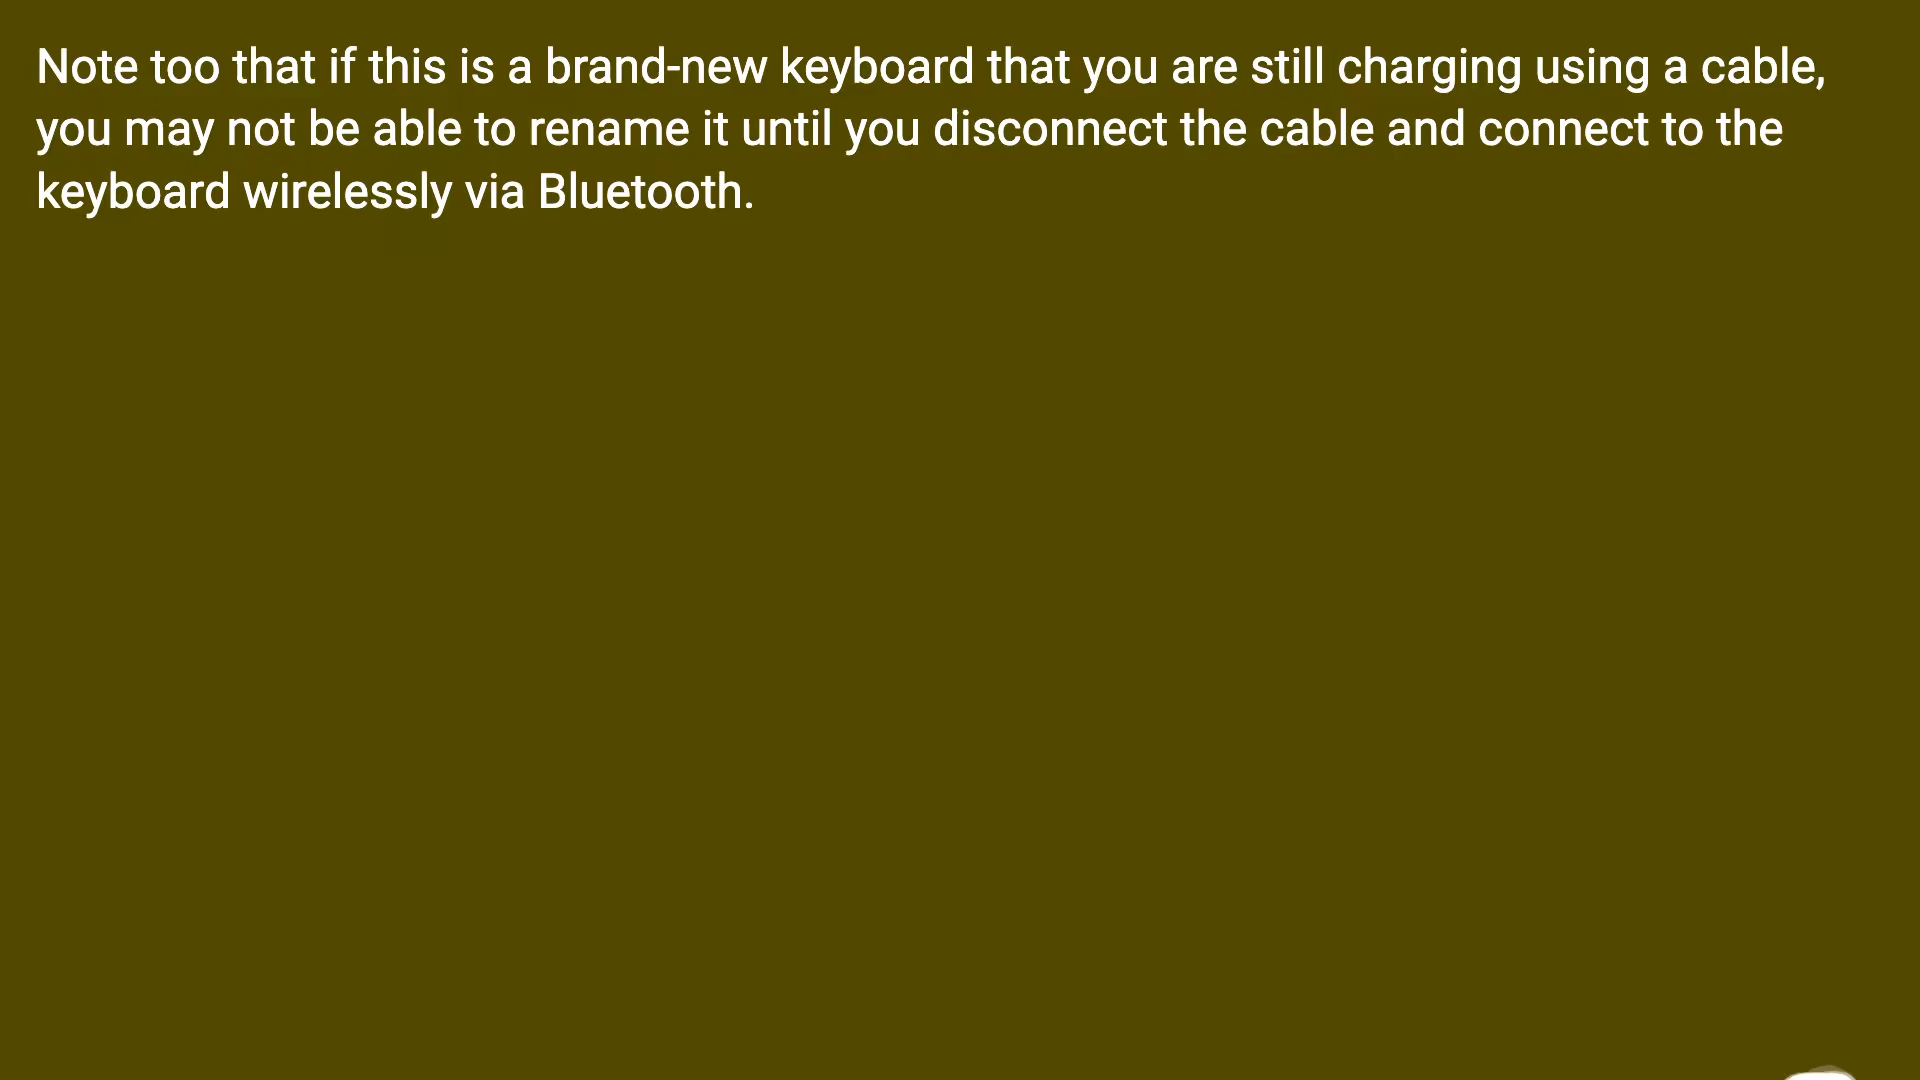 Note too that if this is a brand-new keyboard that you are still charging using a cable,
you may not be able to rename it until you disconnect the cable and connect to the
keyboard wirelessly via Bluetooth.